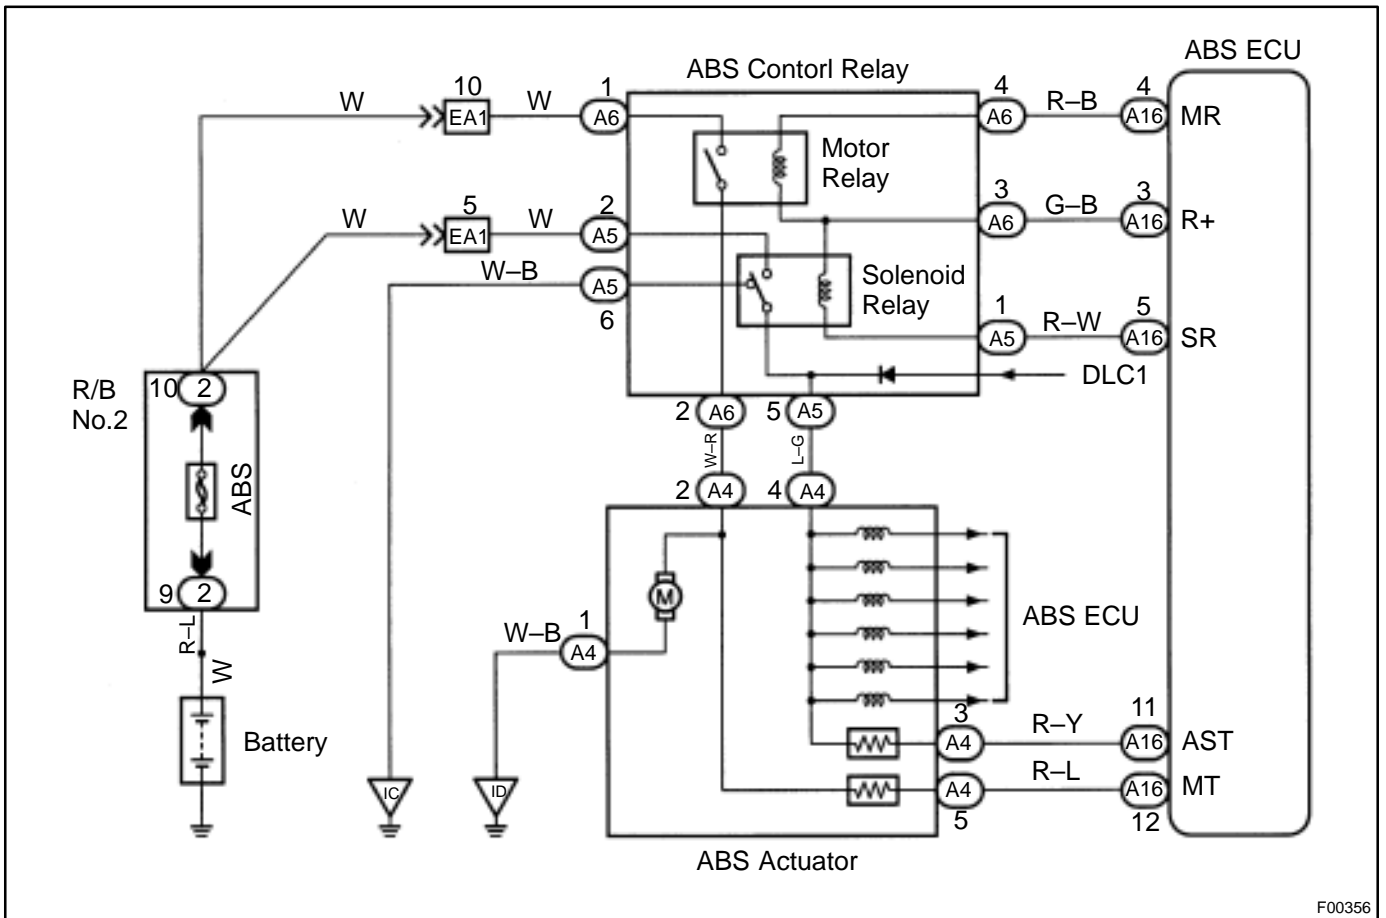 ABS ECU
ABS Contorl Relay
W
10
EA1
W
1
A6
4
A6
R–B
4
A16
MR
Motor
Relay
W
5
EA1
W
2
A5
3
A6
G–B
3
A16
R+
W–B
A5
6
Solenoid
Relay
1
A5
R–W
5
A16
SR
DLC1
R/B
No.2
10
2
ABS
9
2
R–L
W
Battery
2
A6
5
A5
W–R
L–G
2
A4
4
A4
M
W–B
1
A4
IC
ID
ABS ECU
3
A4
R–Y
11
A16
AST
A4
5
R–L
A16
12
MT
ABS Actuator
F00356